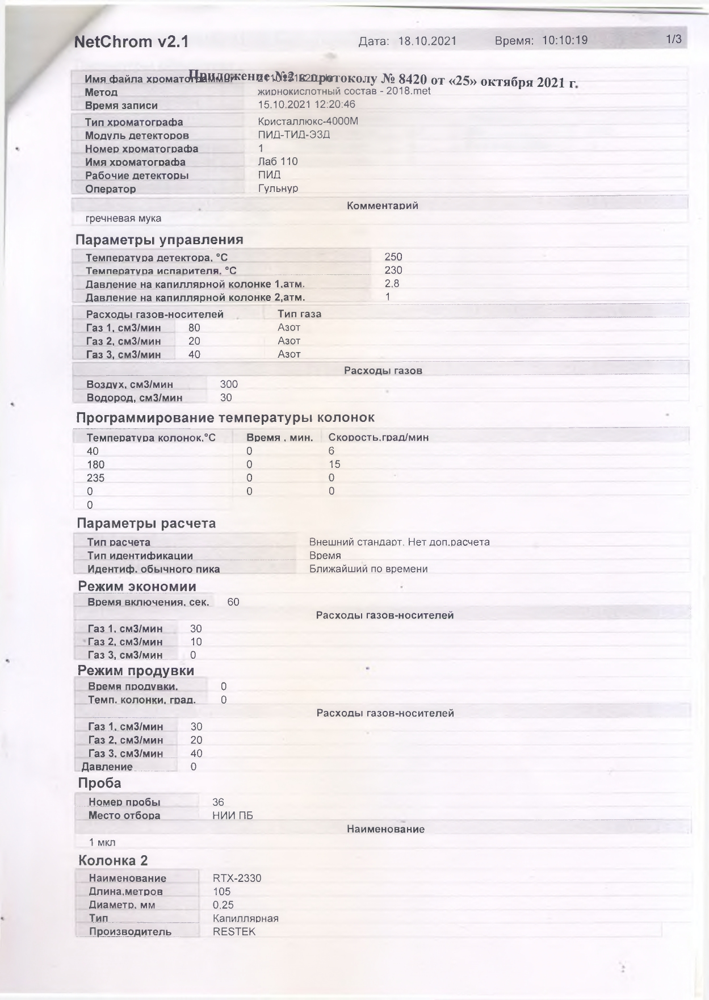 NetChrom v2.1 Дата: 18.10.2021 Время: 10:10:19 1/3
Приложение №2 к протоколу № 8420 от «25» октября 2021 г.
Имя файла хроматограммы
Метод жирнокислотный состав - 2018.met
Время записи 15.10.2021 12:20:46
Тип хроматографа Кристаллюкс-4000М
Модуль детекторов ПИД-ТИД-ЭЗД
Номер хроматографа 1
Имя хроматографа Лаб 110
Рабочие детекторы ПИД
Оператор Гульнур
Комментарий
гречневая мука
Параметры управления
Температура детектора, °C 250
Температура испарителя, °C 230
Давление на капиллярной колонке 1,атм. 2,8
Давление на капиллярной колонке 2,атм. 1
Расходы газов-носителей Тип газа
Газ 1, см3/мин 80 Азот
Газ 2, см3/мин 20 Азот
Газ 3, см3/мин 40 Азот
Расходы газов
Воздух, см3/мин 300
Водород, см3/мин 30
Программирование температуры колонок
Температура колонок,°C Время , мин. Скорость,град/мин
40 0 6
180 0 15
235 0 0
0 0 0
0
Параметры расчета
Тип расчета Внешний стандарт. Нет доп.расчета
Тип идентификации Время
Идентиф. обычного пика Ближайший по времени
Режим экономии
Время включения, сек. 60
Расходы газов-носителей
Газ 1, см3/мин 30
Газ 2, см3/мин 10
Газ 3, см3/мин 0
Режим продувки
Время продувки, 0
Темп. колонки, град. 0
Расходы газов-носителей
Газ 1, см3/мин 30
Газ 2, см3/мин 20
Газ 3, см3/мин 40
Давление 0
Проба
Номер пробы 36
Место отбора НИИ ПБ
Наименование
1 мкл
Колонка 2
Наименование RTX-2330
Длина,метров 105
Диаметр, мм 0,25
Тип Капиллярная
Производитель RESTEK